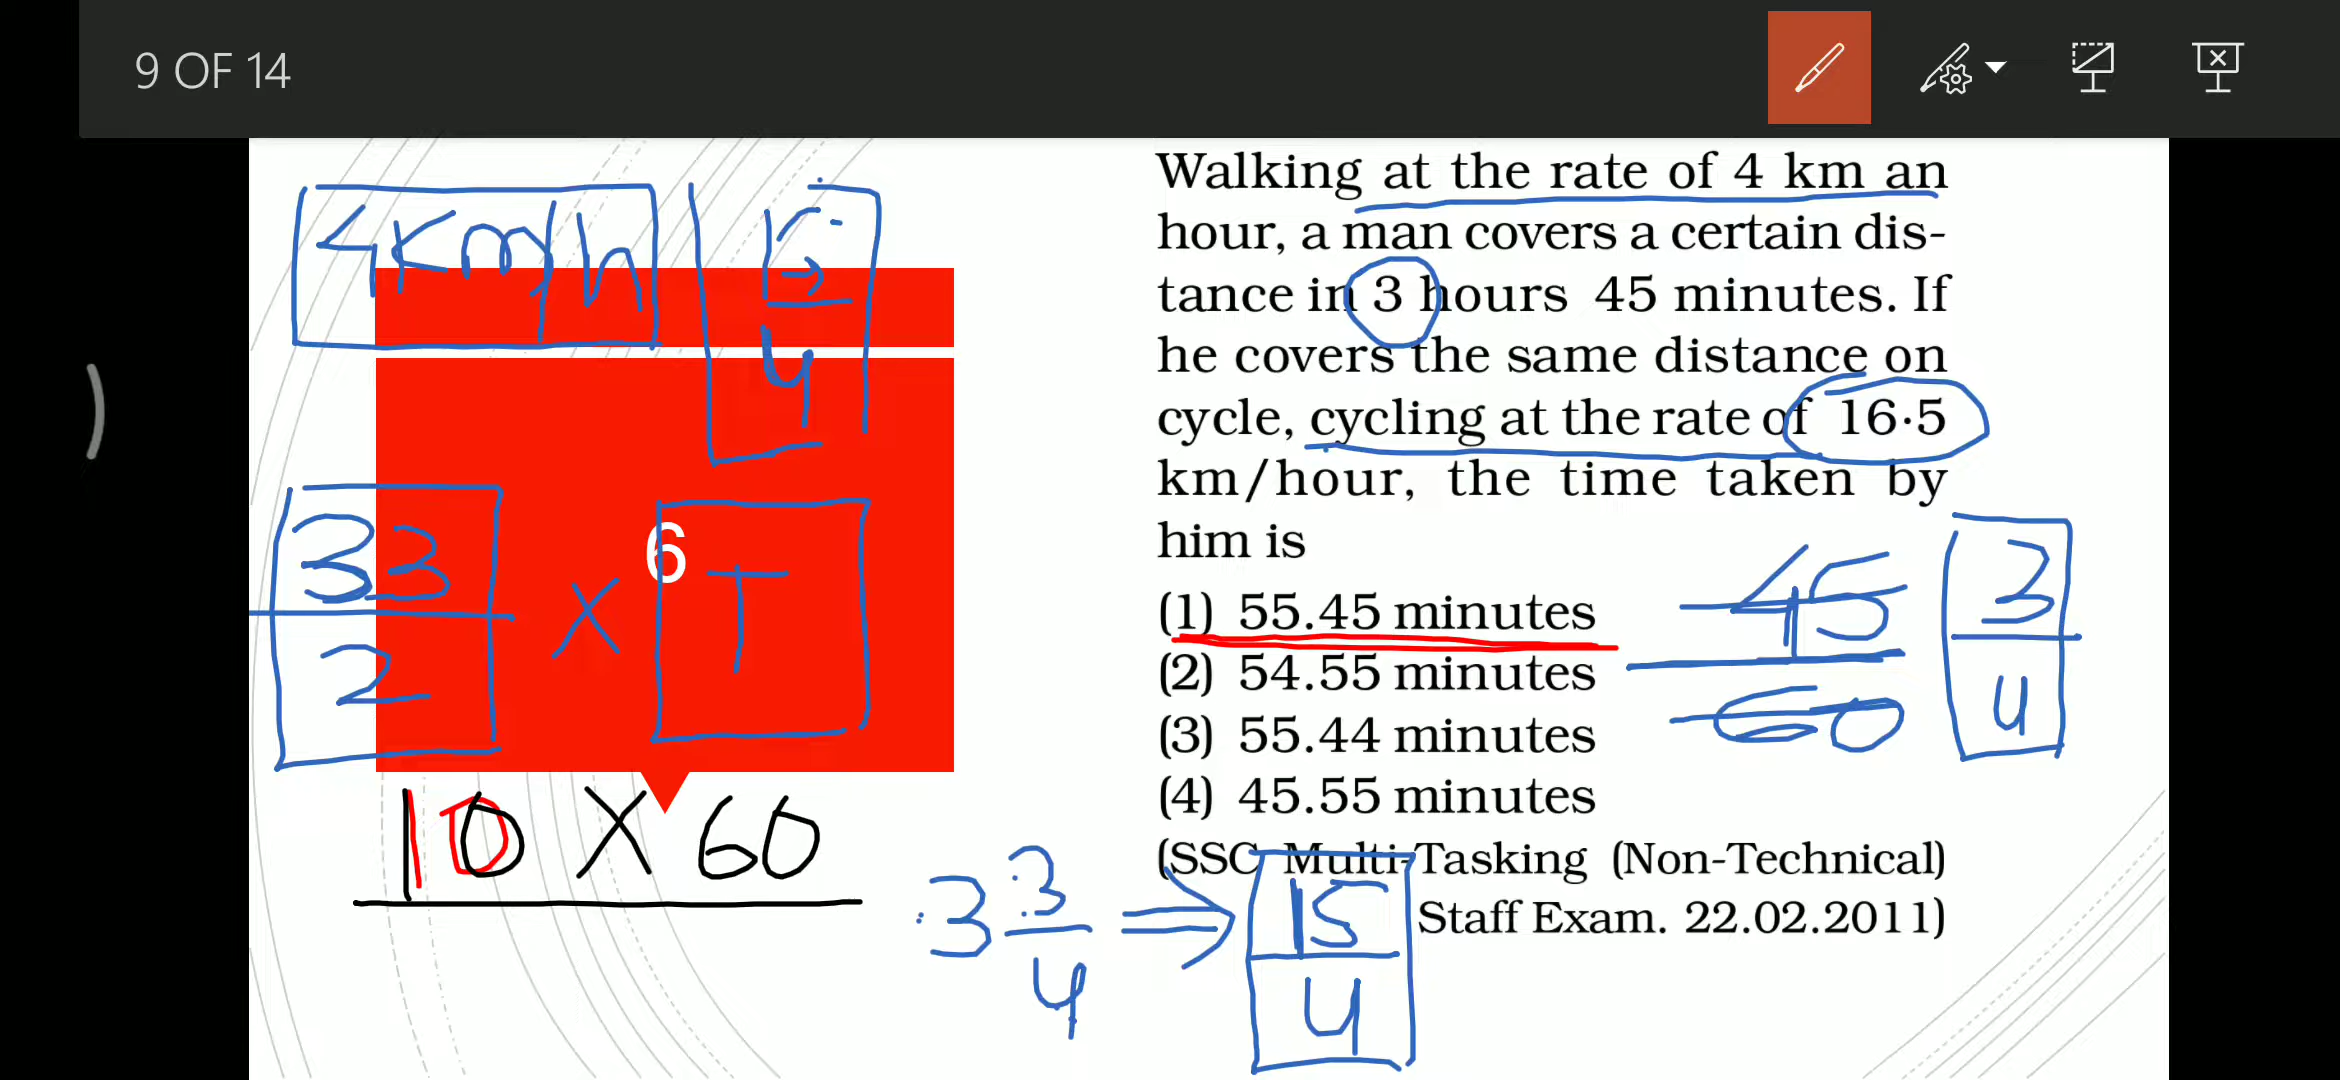 9 OF 14
Walking at the rate of 4 km an
hour, a man covers a certain dis-
tance in 3 hours 45 minutes. If
he covers the same distance on
cycle, cycling at the rate of 16·5
km/hour, the time taken by
him is
(1) 55.45 minutes
(2) 54.55 minutes
(3) 55.44 minutes
(4) 45.55 minutes
(SSC Multi-Tasking (Non-Technical)
Staff Exam. 22.02.2011)
4km/h
15
4
33
2
X
6
T
10 X 60
45
60
3
4
3 3
4
15
4